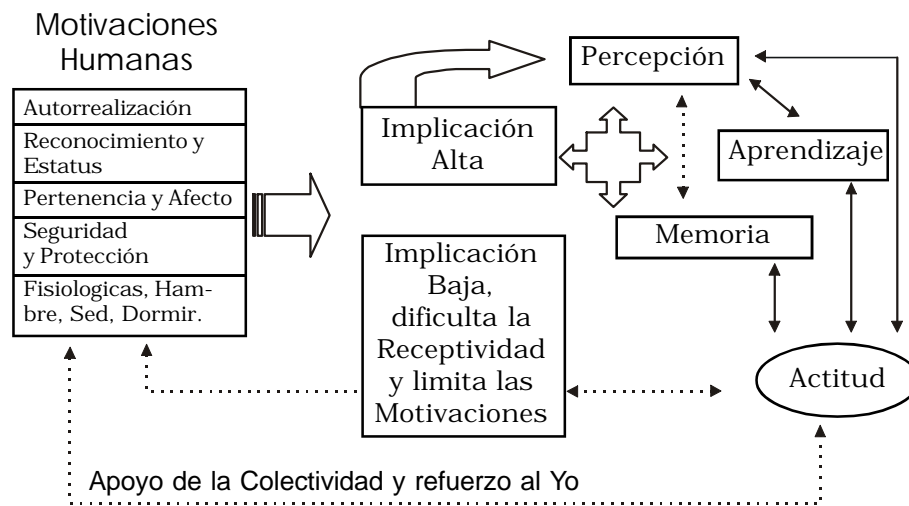 Motivaciones
Humanas
Autorrealización
Reconocimiento y
Estatus
Pertenencia y Afecto
Seguridad
y Protección
Fisiologicas, Ham-
bre, Sed, Dormir.
Implicación
Alta
Implicación
Baja,
dificulta la
Receptividad
y limita las
Motivaciones
Percepción
Aprendizaje
Memoria
Actitud
Apoyo de la Colectividad y refuerzo al Yo